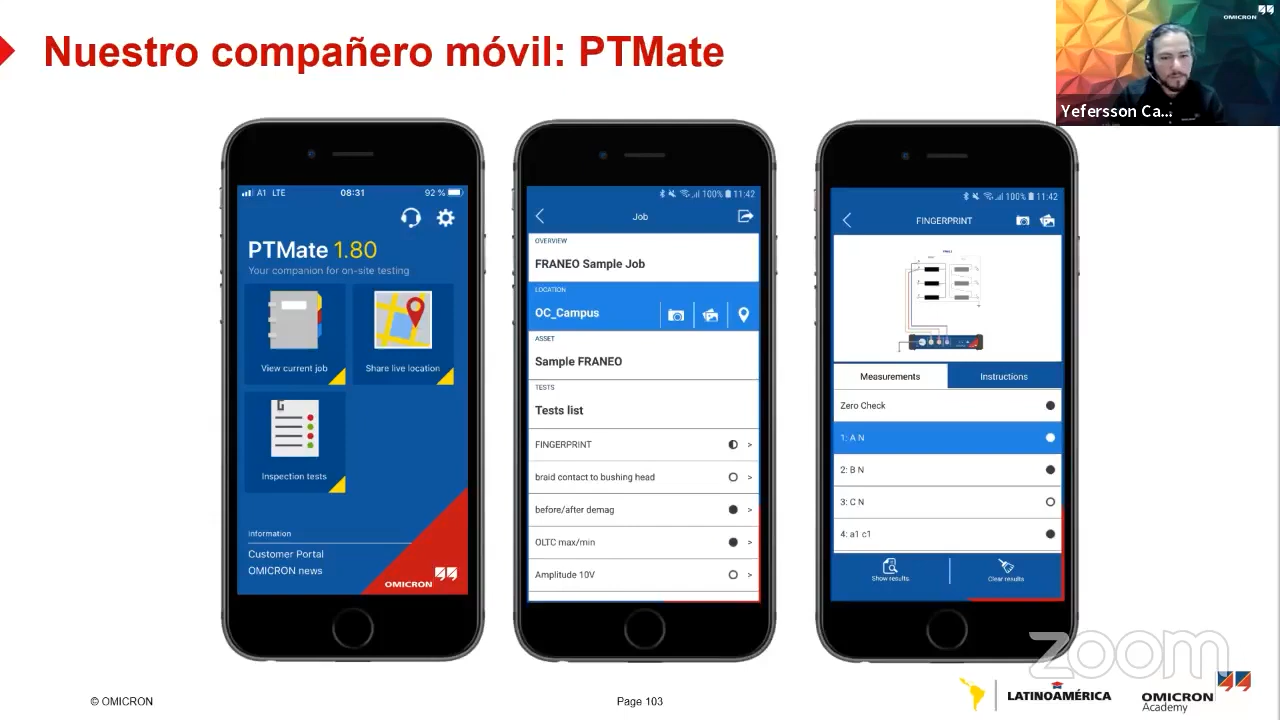 Nuestro compañero móvil: PTMate
OMICRON
Yefersson Ca...
A1 LTE
08:31
92 %
PTMate 1.80
Your companion for on-site testing
View current job
Share live location
Inspection tests
Information
Customer Portal
OMICRON news
OMICRON
100% 11:42
Job
OVERVIEW
FRANEO Sample Job
LOCATION
OC_Campus
ASSET
Sample FRANEO
TESTS
Tests list
FINGERPRINT
>
braid contact to bushing head
>
before/after demag
>
OLTC max/min
>
Amplitude 10V
>
100% 11:42
FINGERPRINT
Measurements
Instructions
Zero Check
1: A N
2: B N
3: C N
4: a1 c1
Show results
Clear results
zoom
© OMICRON
Page 103
LATINOAMÉRICA
OMICRON
Academy